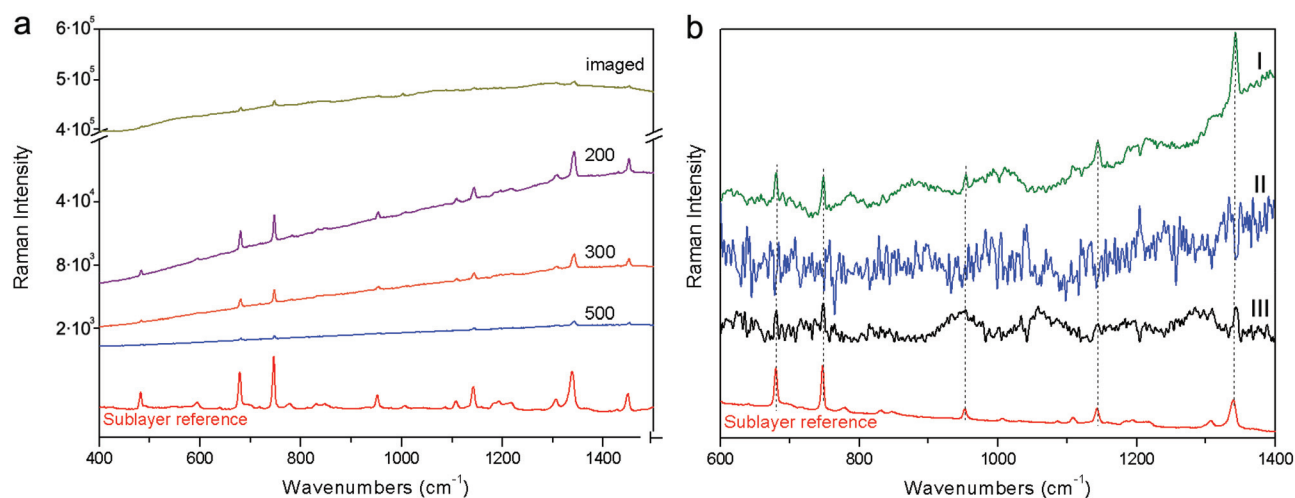 a
6·10⁵
5·10⁵
4·10⁵
4·10⁴
8·10³
2·10³
Raman Intensity
imaged
200
300
500
Sublayer reference
400 600 800 1000 1200 1400
Wavenumbers (cm⁻¹)
b
Raman Intensity
I
II
III
Sublayer reference
600 800 1000 1200 1400
Wavenumbers (cm⁻¹)